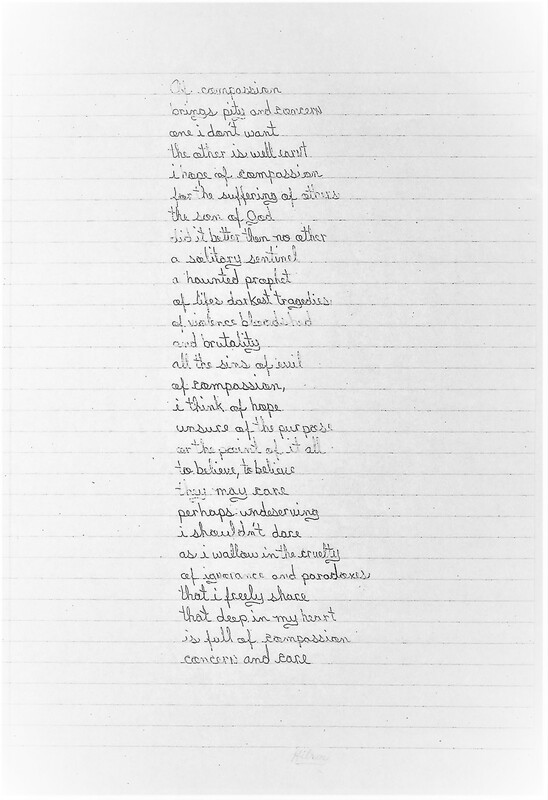 Of compassion
brings pity and concern
one i don't want
the other is well earnt
i hope of compassion
for the suffering of others
the son of God
did it better then no other
a solitary sentinel
a haunted prophet
of lifes darkest tragedies
of violence bloodshed
and brutality
all the sins of evil
of compassion,
i think of hope
unsure of the purpose
or the point of it all
to believe, to believe
they may care
perhaps undeserving
i shouldn't dare
as i wallow in the cruelty
of ignorance and paradoxes
that i freely share
that deep in my heart
is full of compassion
concern and care